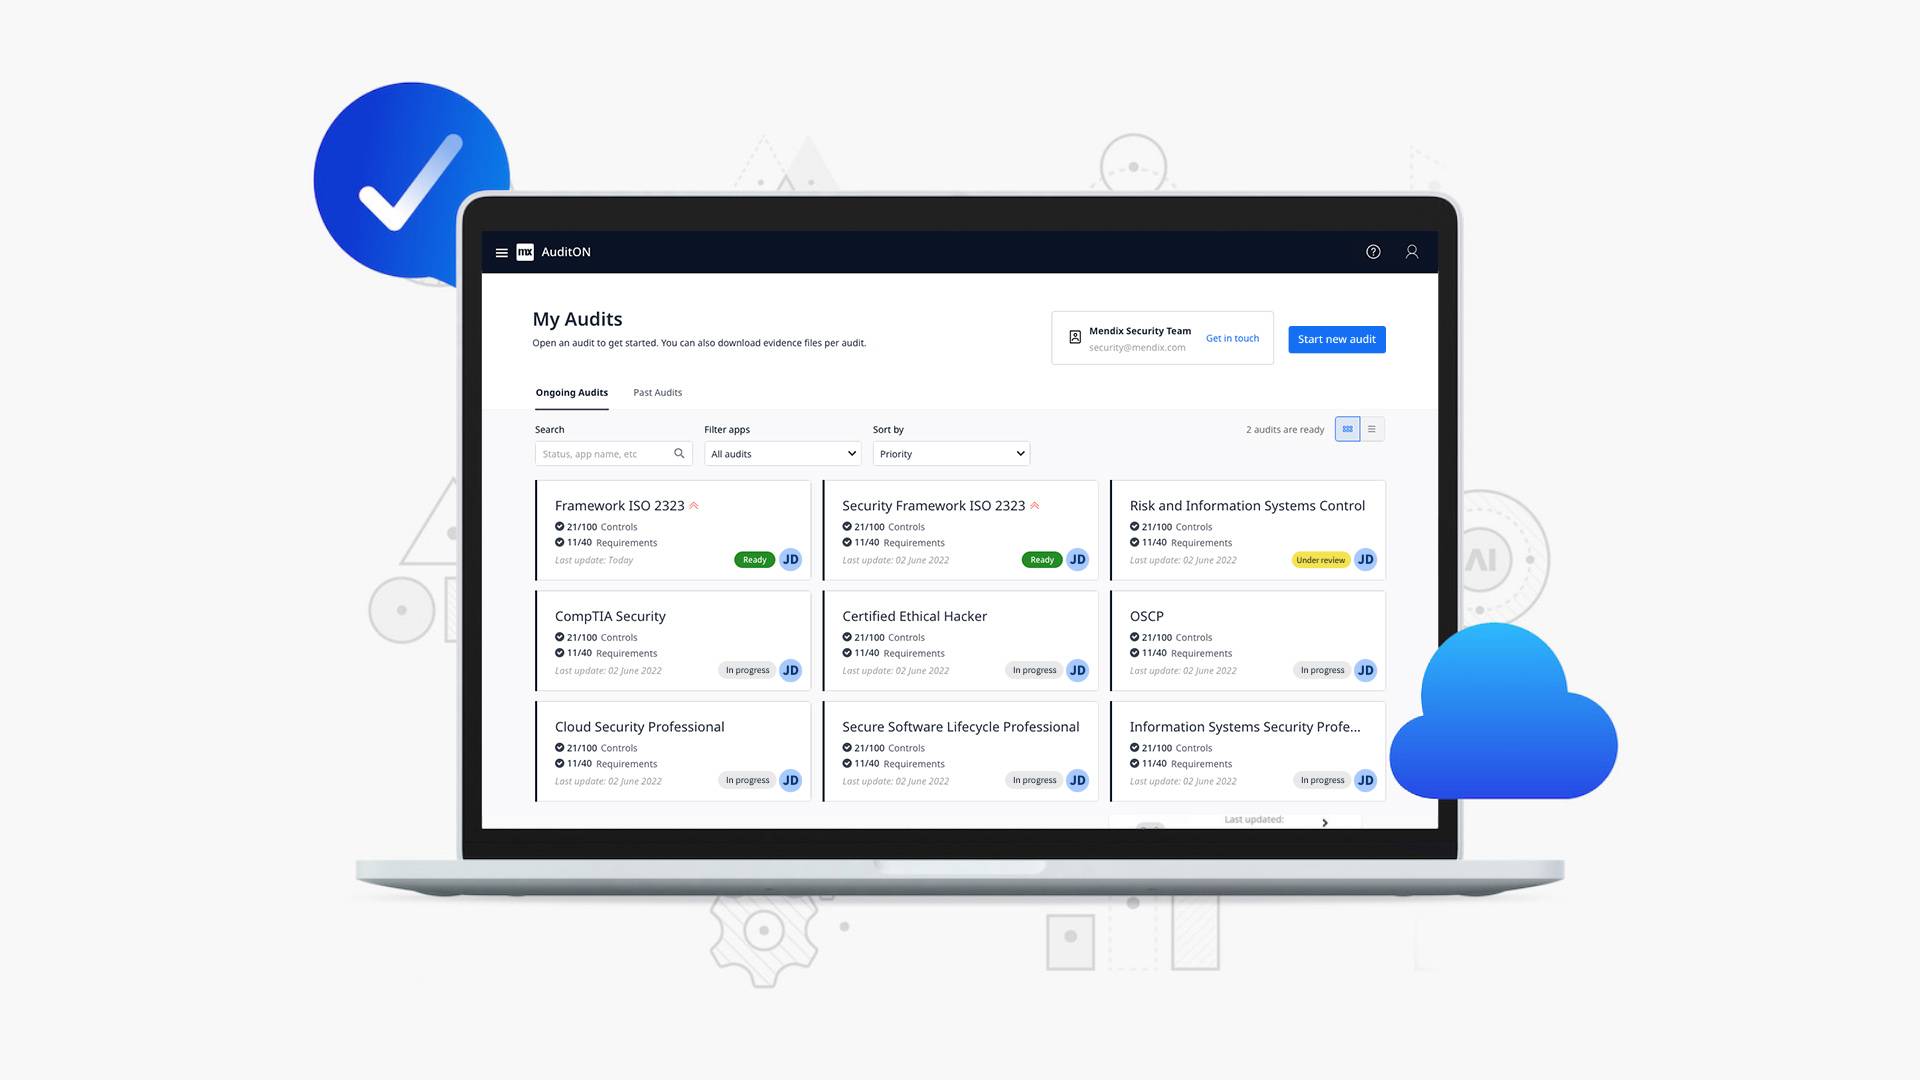 mx AuditON
My Audits
Open an audit to get started. You can also download evidence files per audit.
Mendix Security Team
security@mendix.com
Get in touch
Start new audit
Ongoing Audits
Past Audits
Search
Status, app name, etc
Filter apps
All audits
Sort by
Priority
2 audits are ready
Framework ISO 2323
21/100 Controls
11/40 Requirements
Last update: Today
Ready
JD
Security Framework ISO 2323
21/100 Controls
11/40 Requirements
Last update: 02 June 2022
Ready
JD
Risk and Information Systems Control
21/100 Controls
11/40 Requirements
Last update: 02 June 2022
Under review
JD
CompTIA Security
21/100 Controls
11/40 Requirements
Last update: 02 June 2022
In progress
JD
Certified Ethical Hacker
21/100 Controls
11/40 Requirements
Last update: 02 June 2022
In progress
JD
OSCP
21/100 Controls
11/40 Requirements
Last update: 02 June 2022
In progress
JD
Cloud Security Professional
21/100 Controls
11/40 Requirements
Last update: 02 June 2022
In progress
JD
Secure Software Lifecycle Professional
21/100 Controls
11/40 Requirements
Last update: 02 June 2022
In progress
JD
Information Systems Security Profe...
21/100 Controls
11/40 Requirements
Last update: 02 June 2022
In progress
JD
Last updated:
AI